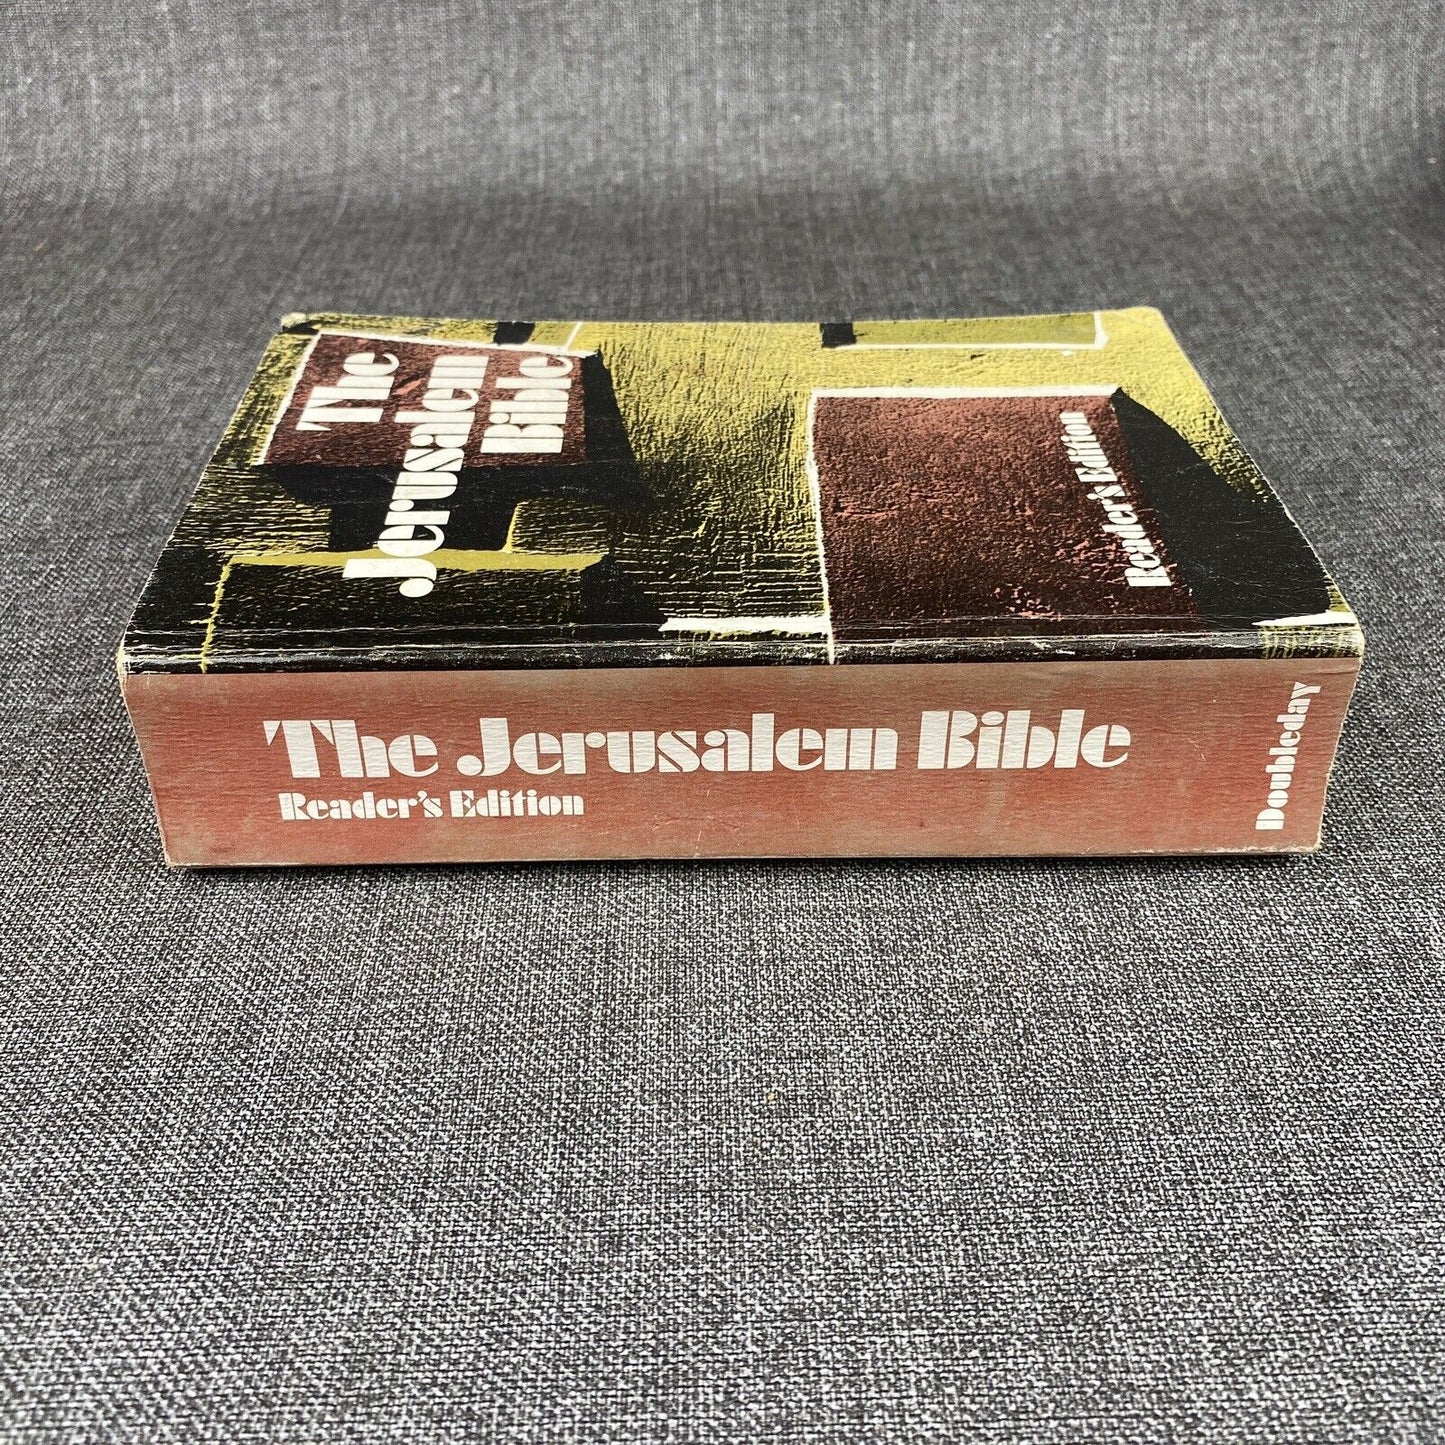 The
Jerusalem
Bible
Reader's Edition
The Jerusalem Bible
Reader's Edition
Doubleday